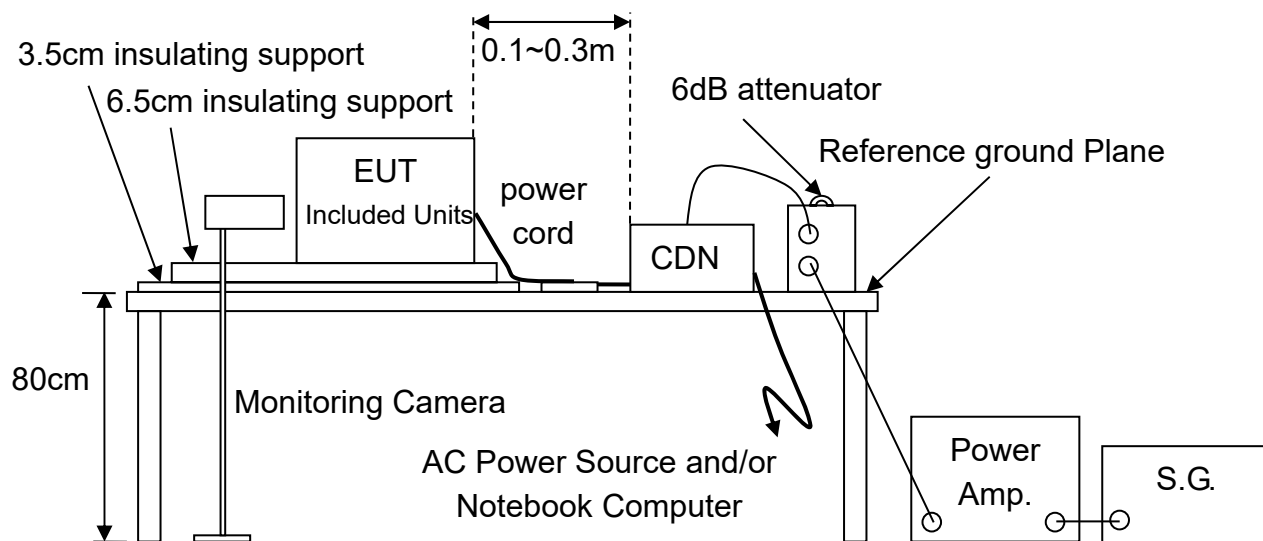 0.1~0.3m
3.5cm insulating support
6.5cm insulating support
6dB attenuator
Reference ground Plane
EUT
Included Units
power
cord
CDN
80cm
Monitoring Camera
AC Power Source and/or
Notebook Computer
Power
Amp.
S.G.